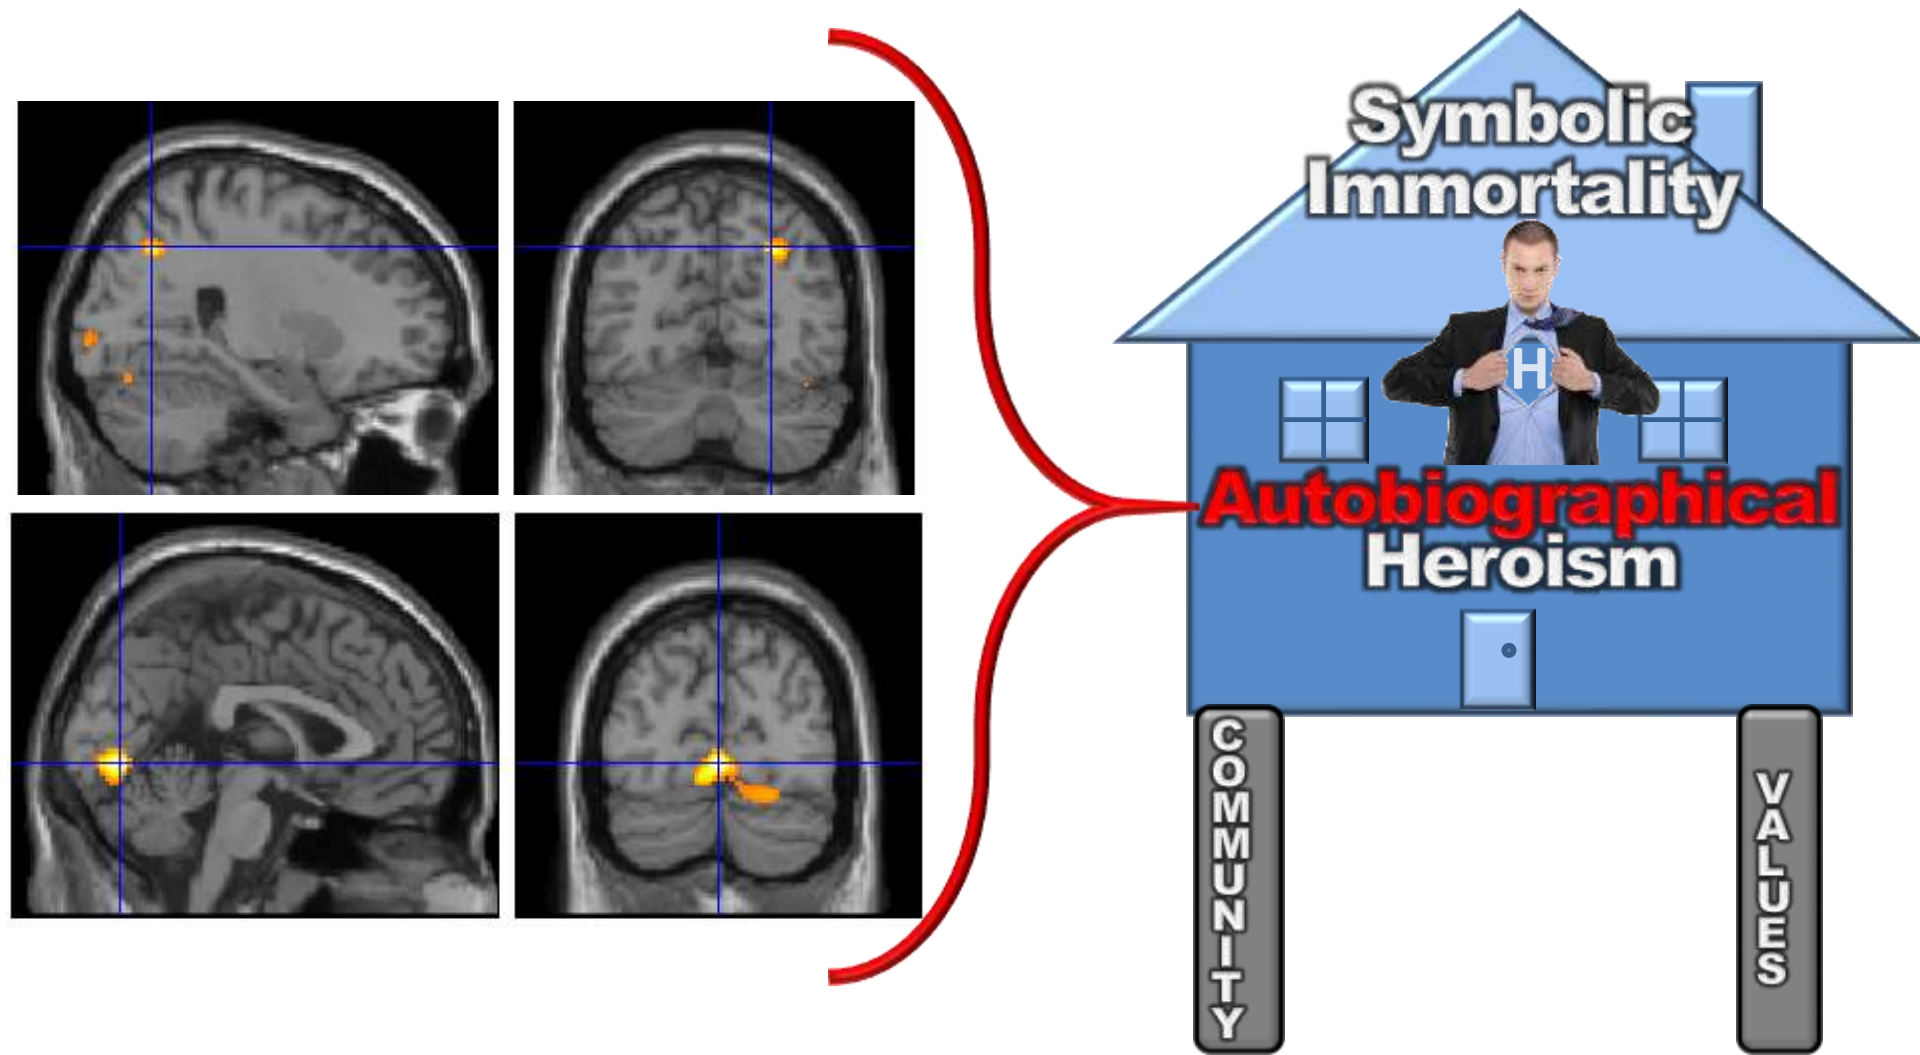 Symbolic
Immortality
H
Autobiographical
Heroism
COMMUNITY
VALUES